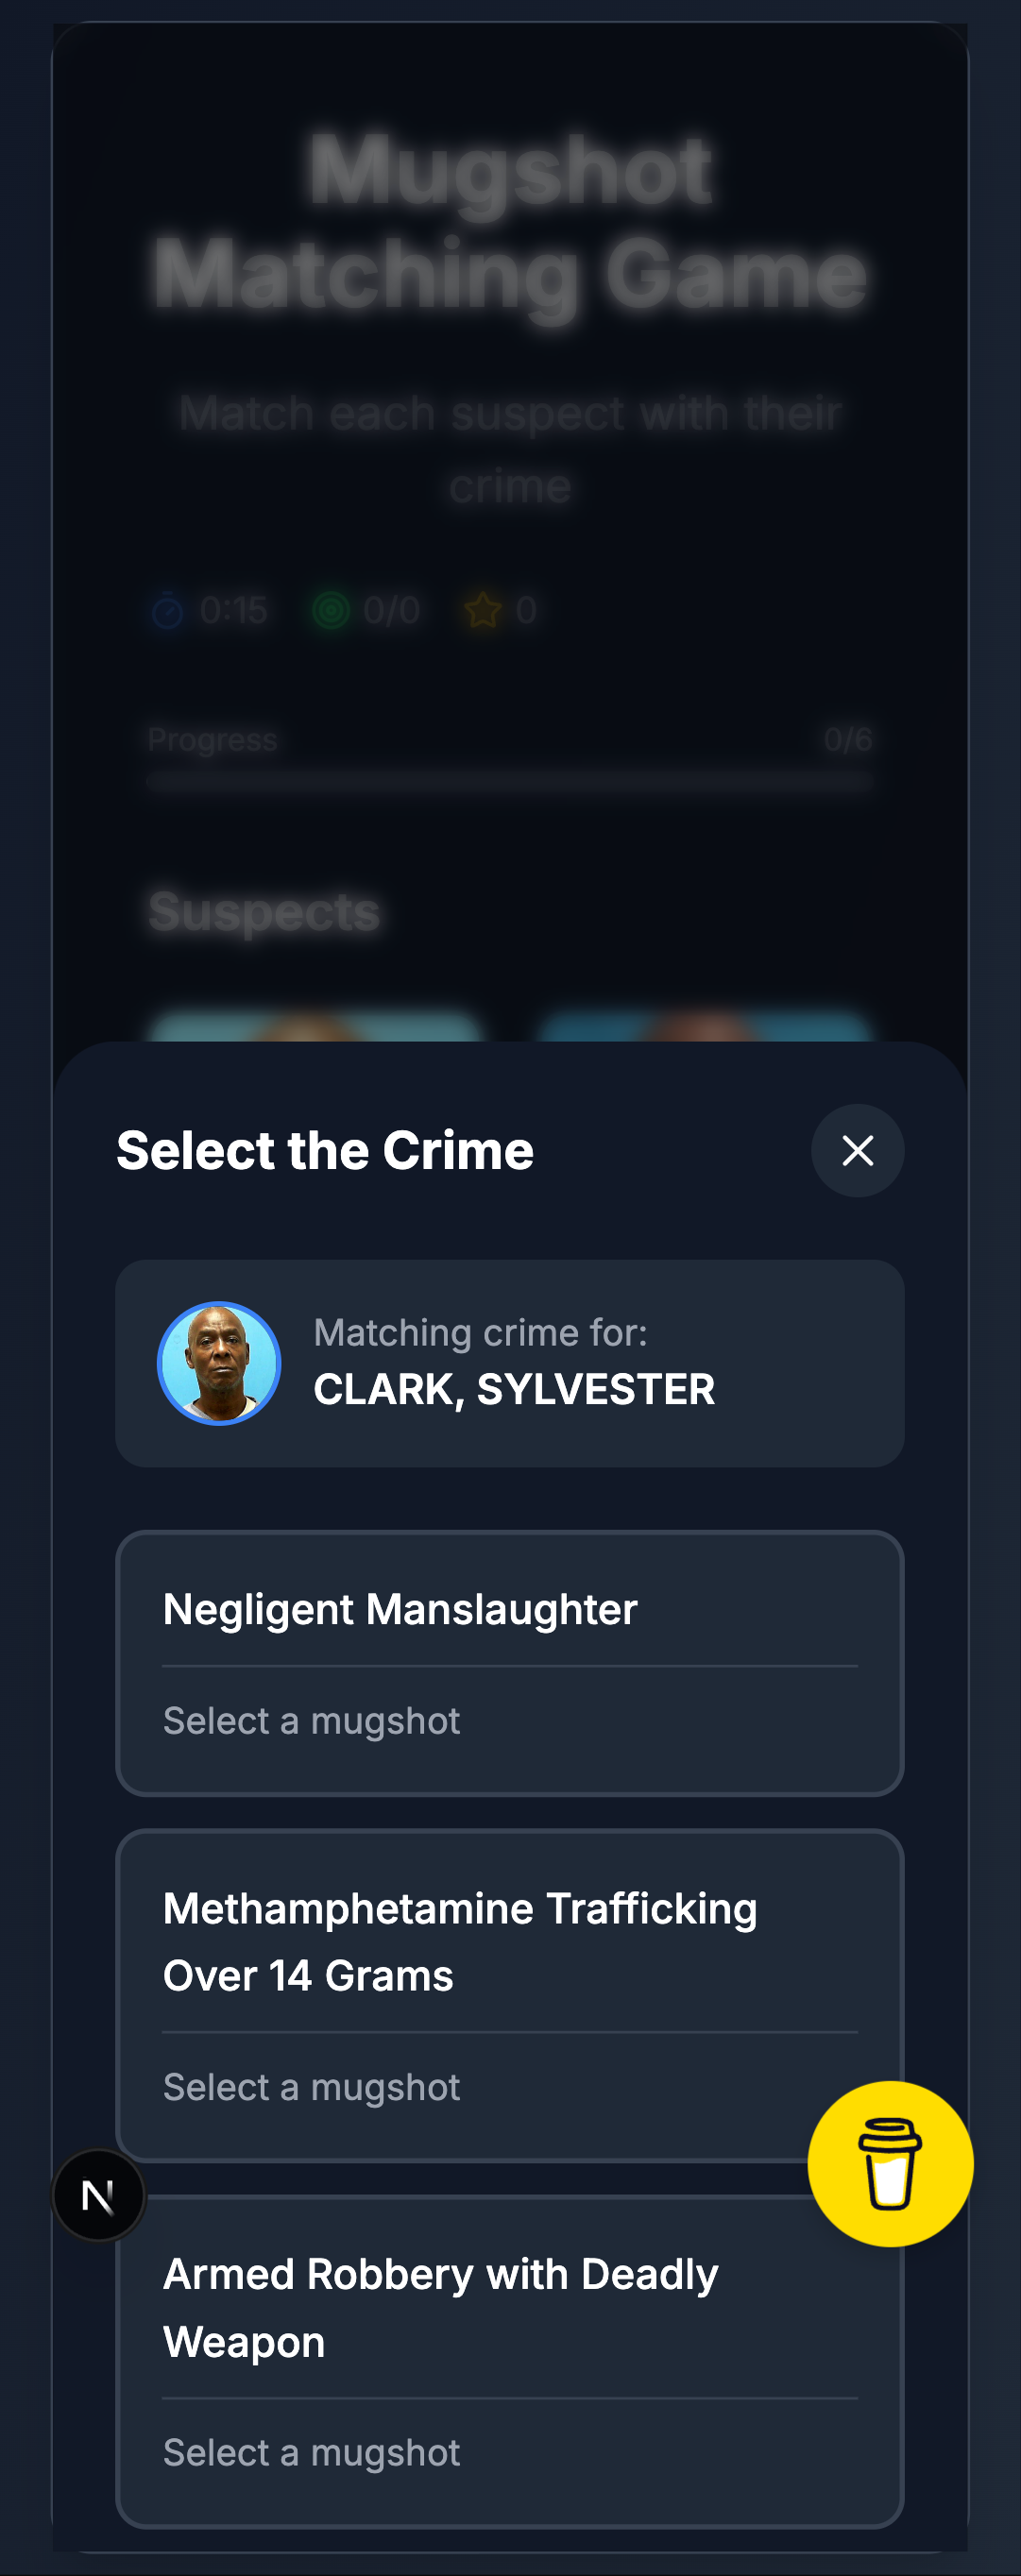 Mugshot
Matching Game
Match each suspect with their
crime
0:15 0/0 0
Progress 0/6
Suspects
Select the Crime
Matching crime for:
CLARK, SYLVESTER
Negligent Manslaughter
Select a mugshot
Methamphetamine Trafficking
Over 14 Grams
Select a mugshot
N
Armed Robbery with Deadly
Weapon
Select a mugshot